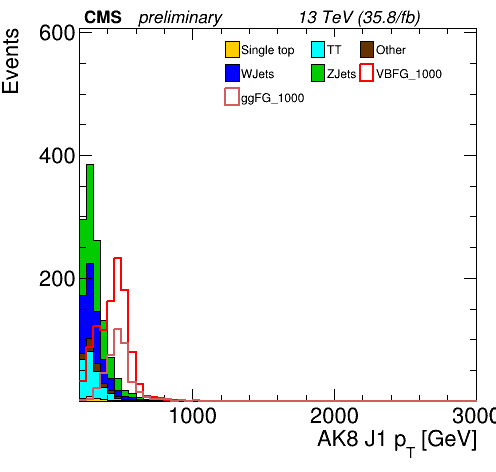 CMS preliminary 13 TeV (35.8/fb)
Events
600
400
200
Single top TT Other
WJets ZJets VBFG_1000
ggFG_1000
1000 2000 3000
AK8 J1 p_T [GeV]